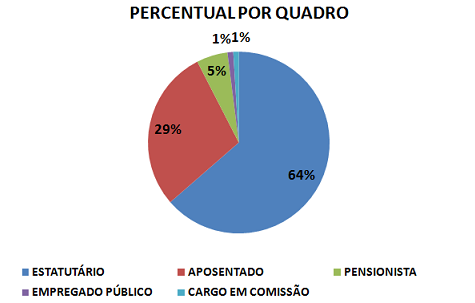 PERCENTUAL POR QUADRO
1% 1%
5%
29%
64%
ESTATUTÁRIO APOSENTADO PENSIONISTA
EMPREGADO PÚBLICO CARGO EM COMISSÃO